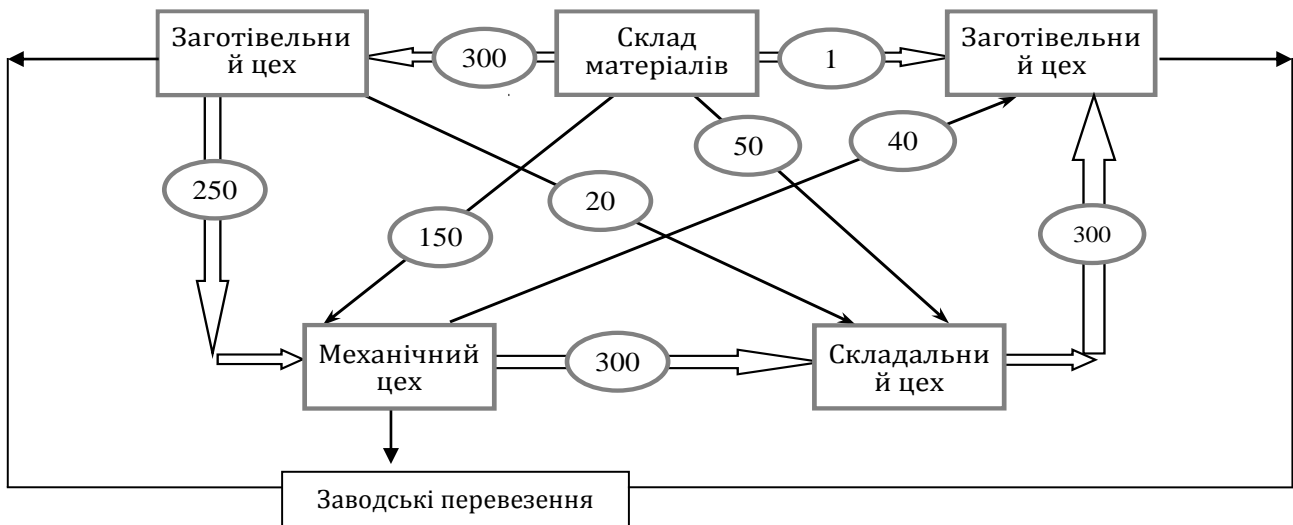 Заготівельни
й цех
300
Склад
матеріалів
1
Заготівельни
й цех
250
150
20
50
40
300
Механічний
цех
300
Складальни
й цех
Заводські перевезення